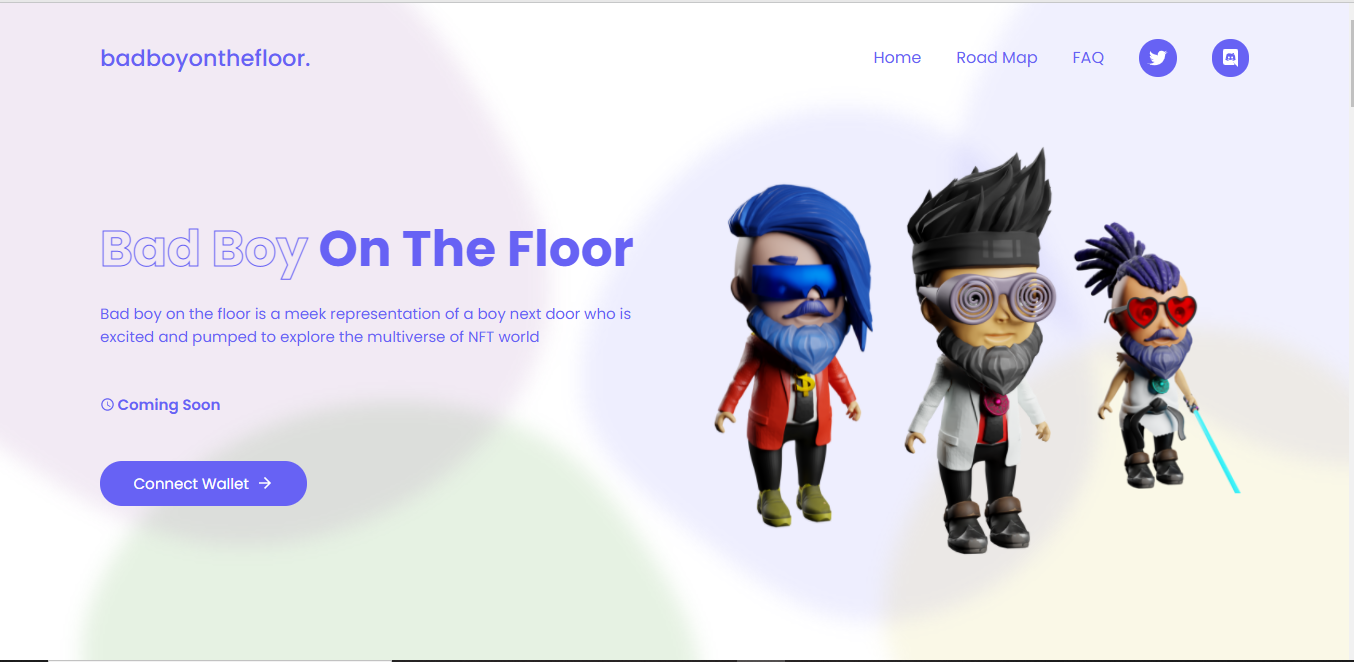 badboyonthefloor.
Home
Road Map
FAQ
Bad Boy On The Floor
Bad boy on the floor is a meek representation of a boy next door who is
excited and pumped to explore the multiverse of NFT world
Coming Soon
Connect Wallet →